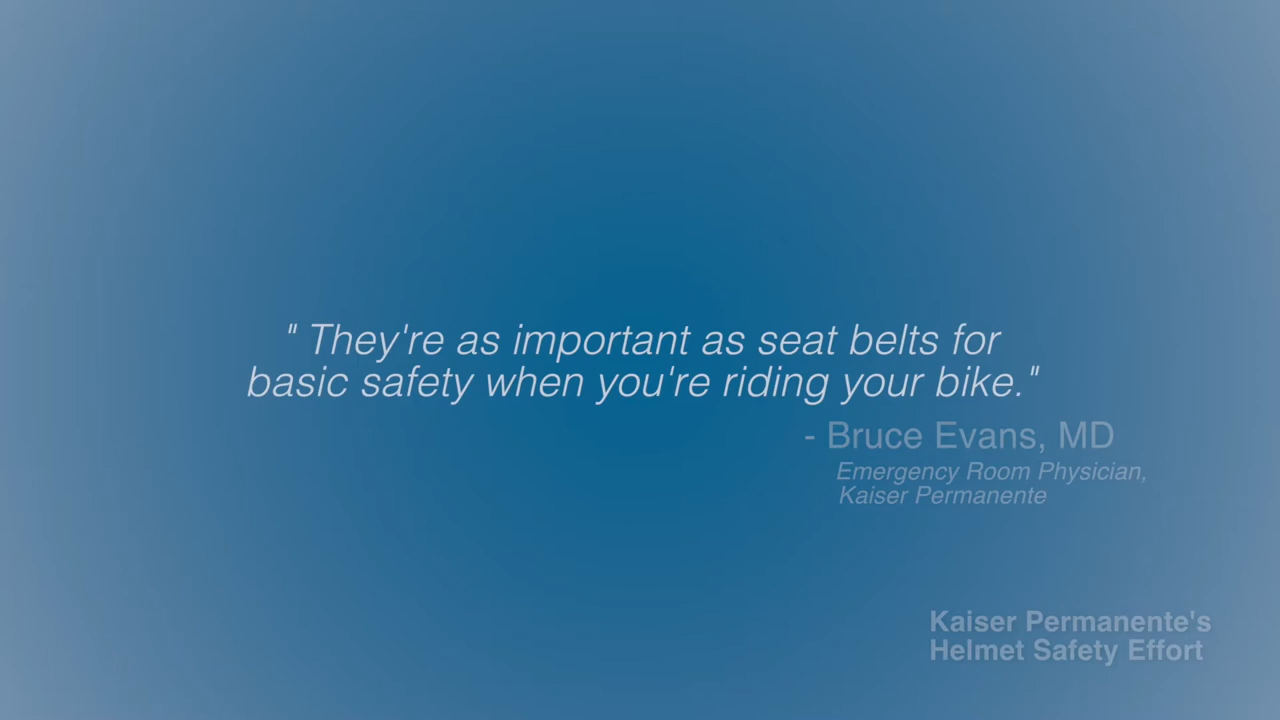 " They're as important as seat belts for
basic safety when you're riding your bike."
- Bruce Evans, MD
Emergency Room Physician,
Kaiser Permanente
Kaiser Permanente's
Helmet Safety Effort